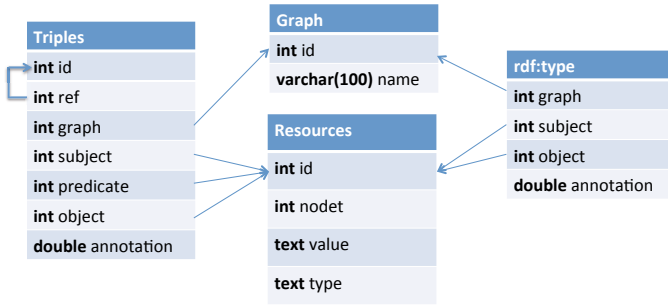 Triples
int id
int ref
int graph
int subject
int predicate
int object
double annotation
Graph
int id
varchar(100) name
Resources
int id
int nodet
text value
text type
rdf:type
int graph
int subject
int object
double annotation